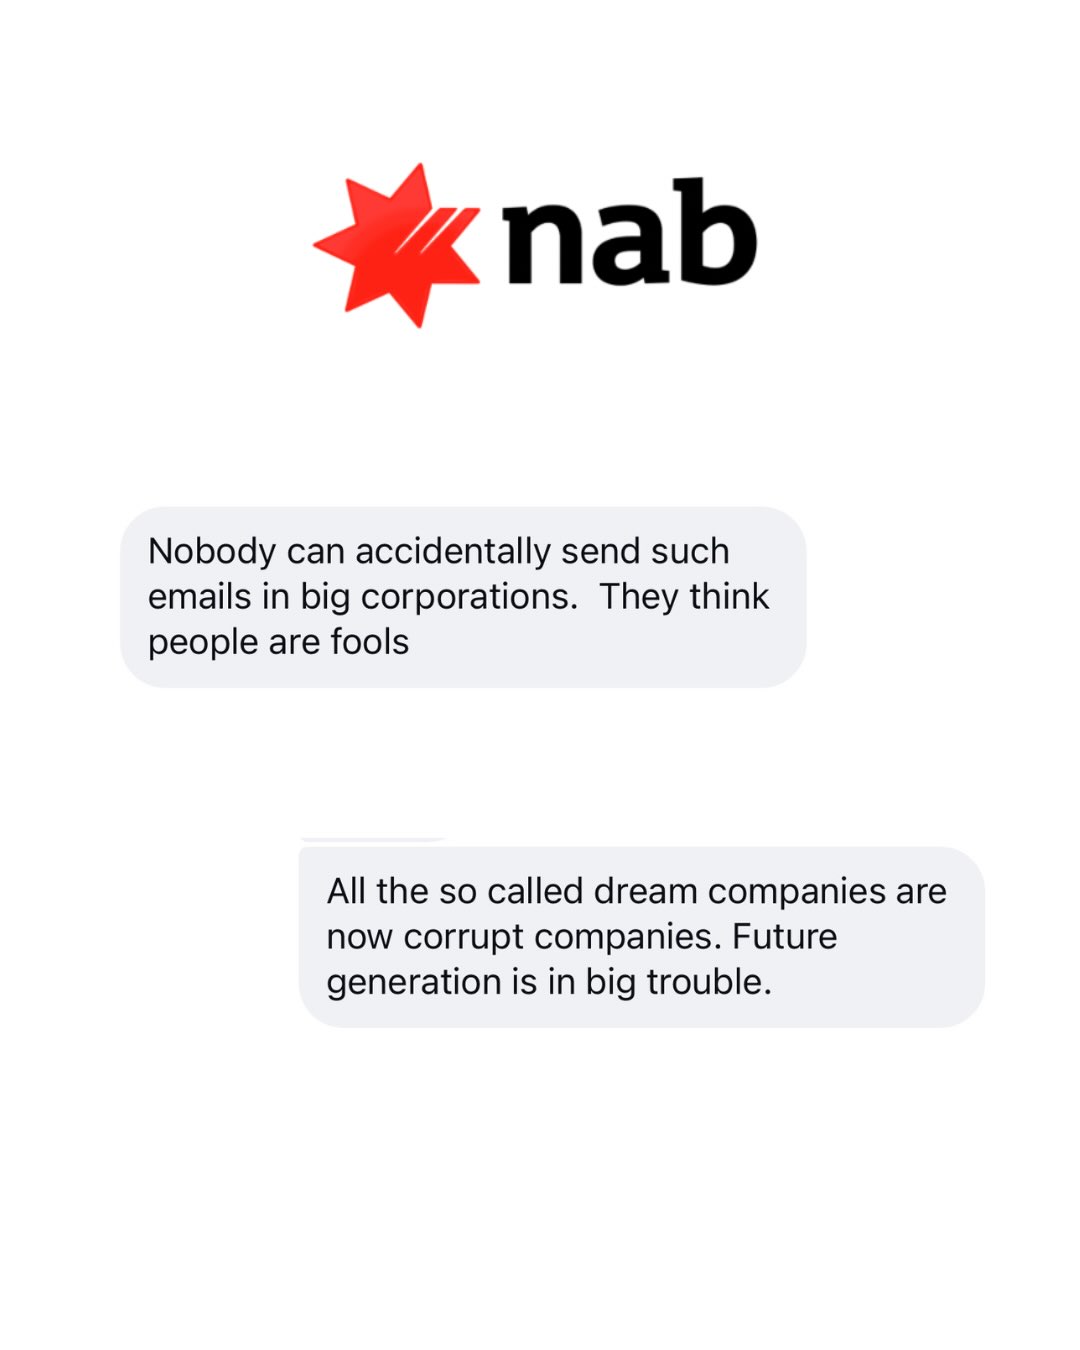 nab
Nobody can accidentally send such
emails in big corporations.  They think
people are fools
All the so called dream companies are
now corrupt companies. Future
generation is in big trouble.